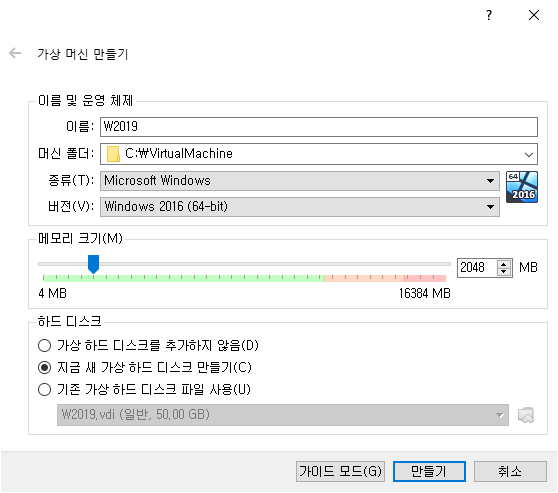 ?
가상 머신 만들기
이름 및 운영 체제
이름: W2019
머신 폴더: C:₩VirtualMachine
종류(T): Microsoft Windows
64
버전(V): Windows 2016 (64-bit)
2016
메모리 크기(M)
2048 MB
4 MB 16384 MB
하드 디스크
가상 하드 디스크를 추가하지 않음(D)
지금 새 가상 하드 디스크 만들기(C)
기존 가상 하드 디스크 파일 사용(U)
W2019.vdi (일반, 50.00 GB)
가이드 모드(G) 만들기 취소